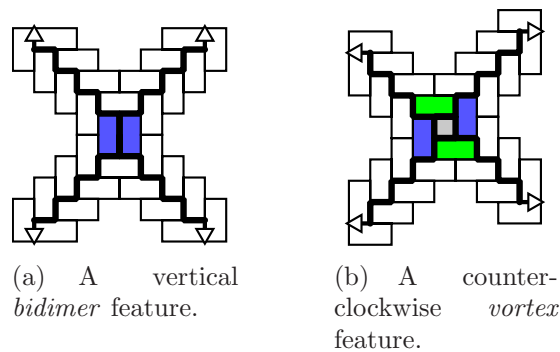 (a) A vertical
bidimer feature.
(b) A counter-
clockwise vortex
feature.